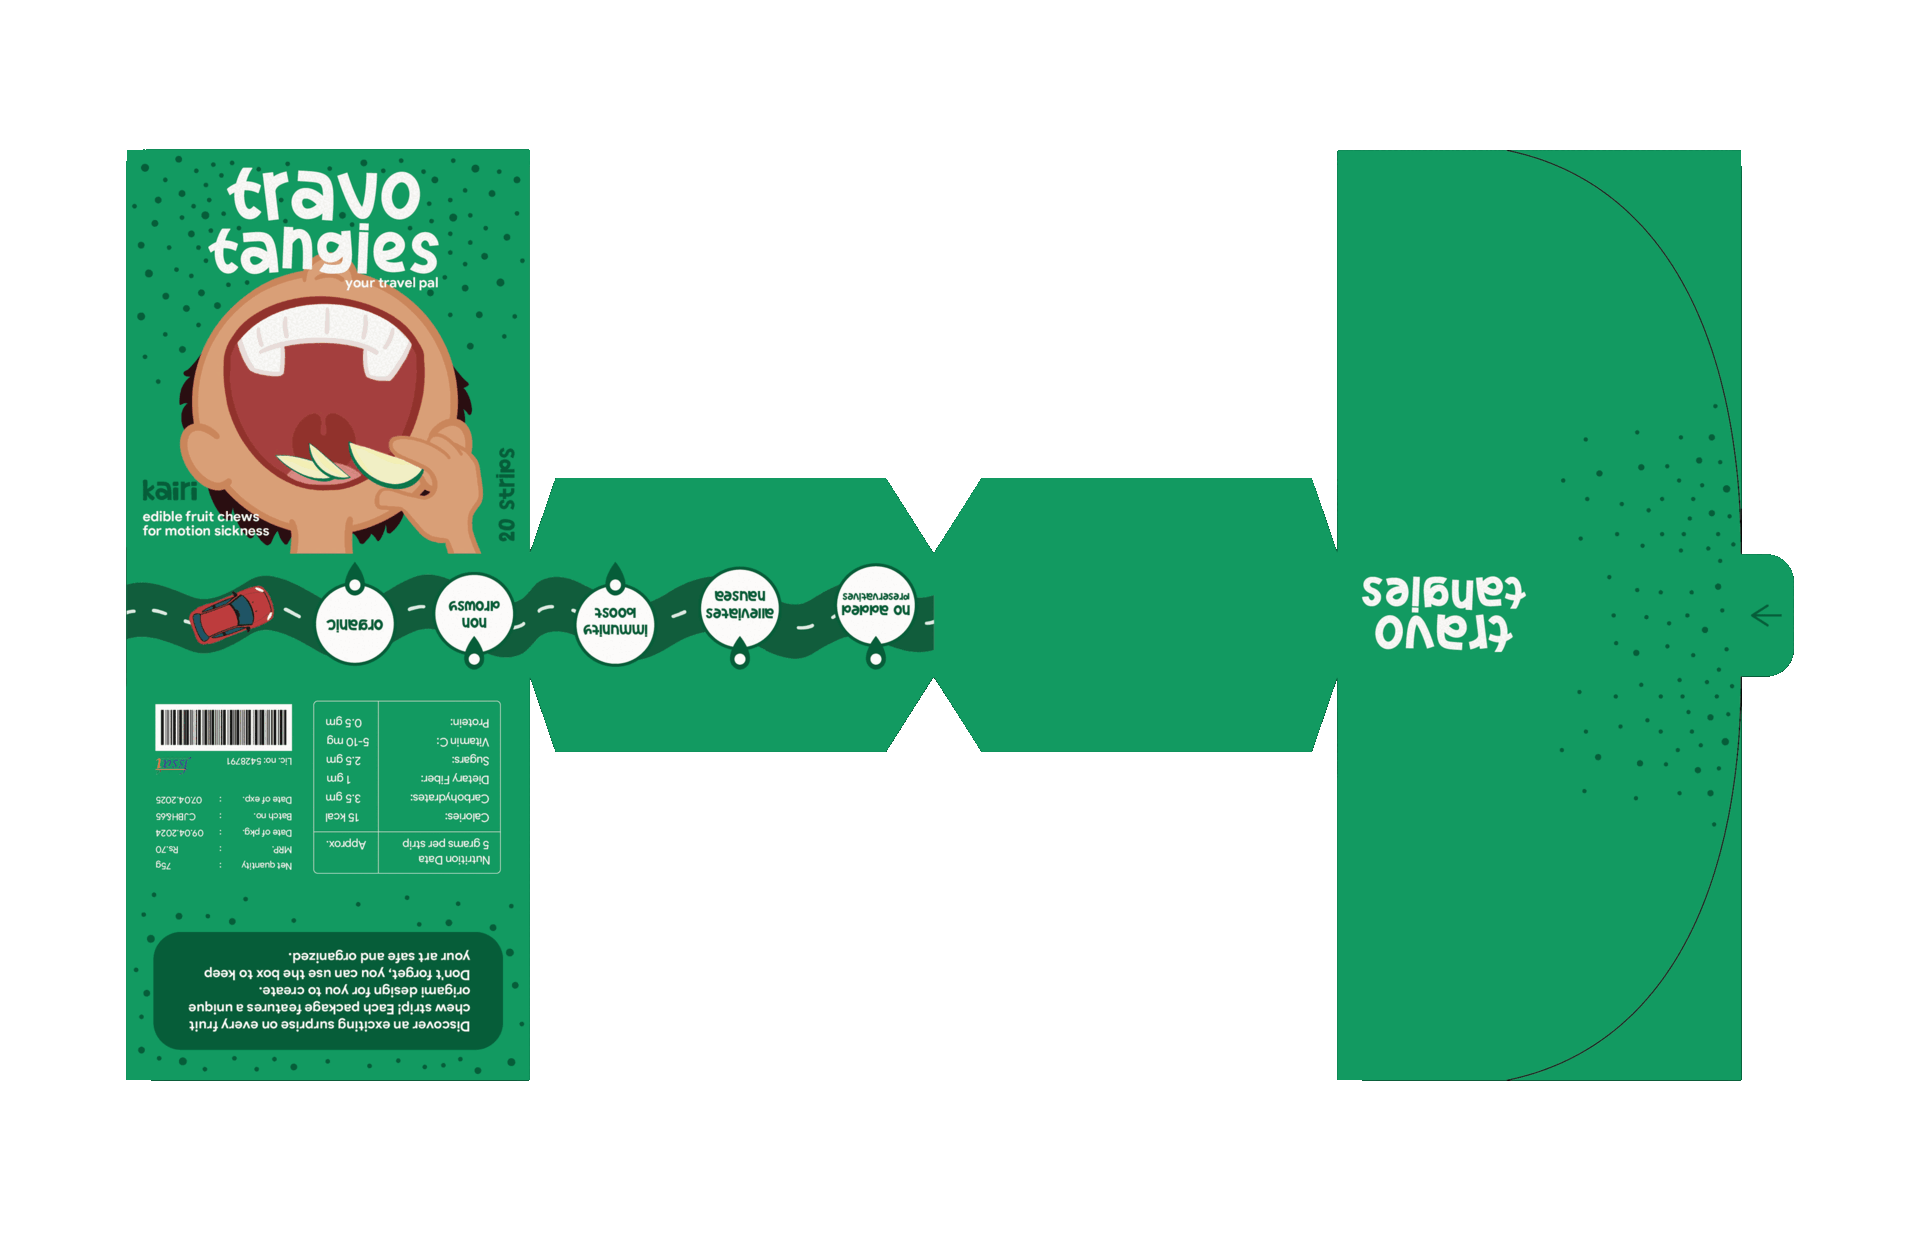 travo
tangies
your travel pal
kairi
edible fruit chews
for motion sickness
20 strips
organic
non
drowsy
immunity
boost
alleviates
nausea
no added
preservatives
Discover an exciting surprise on every fruit
chew strip! Each package features a unique
origami design for you to create.
Don't forget, you can use the box to keep
your art safe and organized.
Nutrition Data
5 grams per strip Approx.
Calories: 15 kcal
Carbohydrates: 3.5 gm
Dietary Fiber: 1 gm
Sugars: 2.5 gm
Vitamin C: 5-10 mg
Protein: 0.5 gm
Net quantity : 75g
MRP. : Rs.70
Date of pkg. : 09.04.2024
Batch no. : CJBH&65
Date of exp. : 07.04.2025
Lic. no: 5428791
fssai
travo
tangies